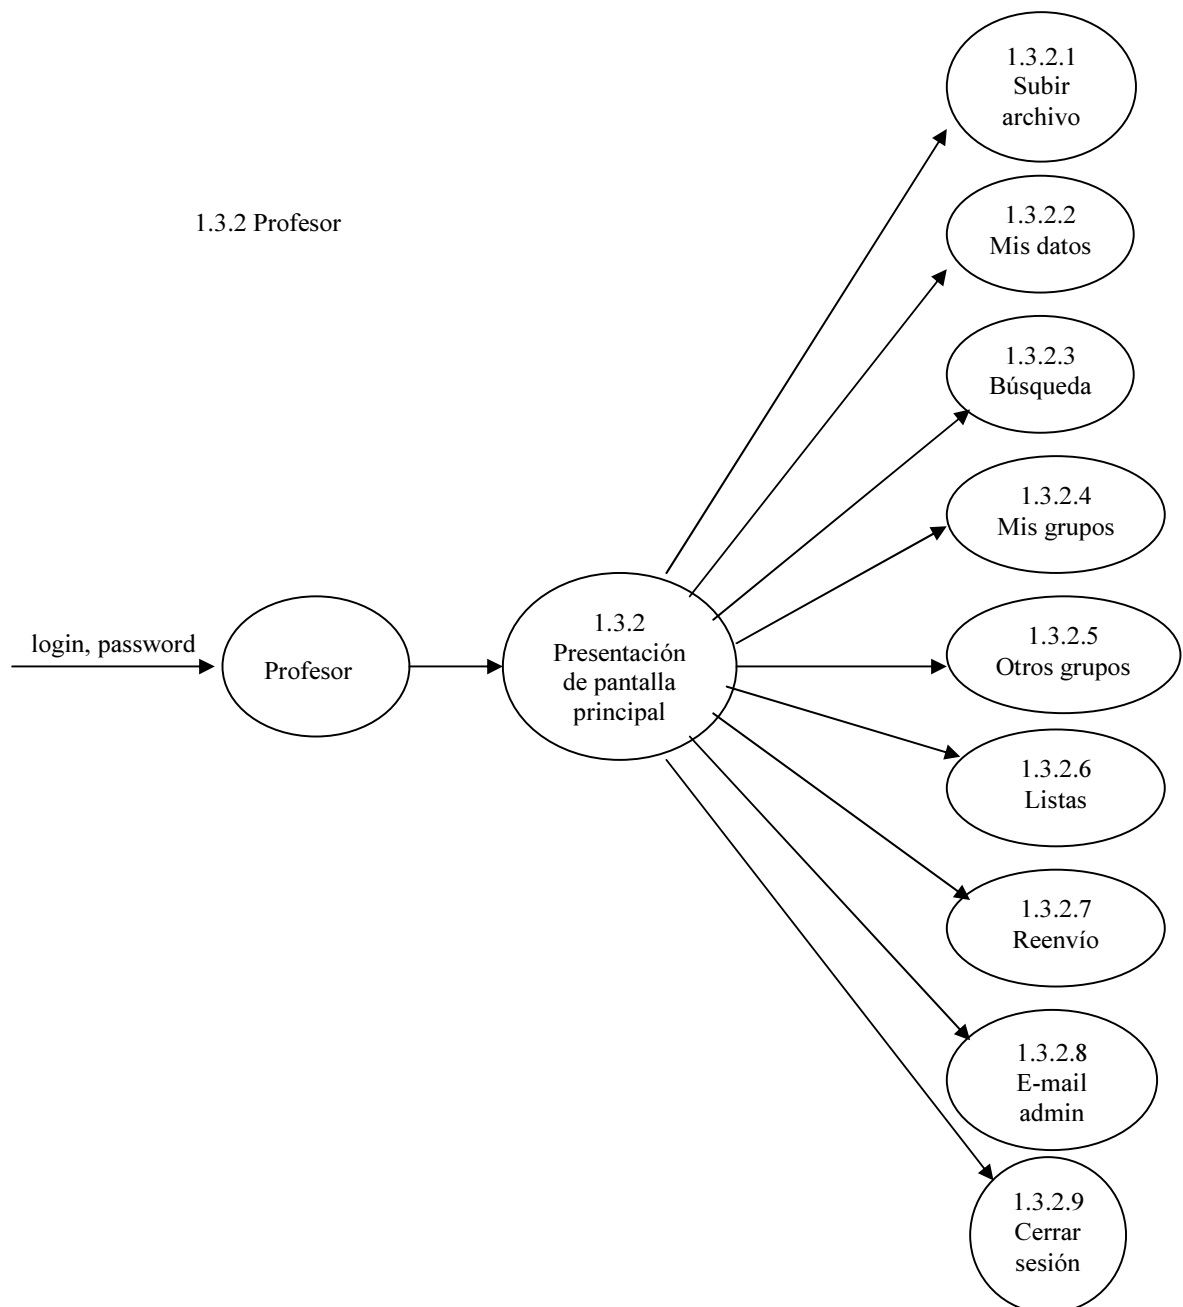 1.3.2.1
Subir
archivo
1.3.2 Profesor
1.3.2.2
Mis datos
1.3.2.3
Búsqueda
1.3.2.4
Mis grupos
login, password
Profesor
1.3.2
Presentación
de pantalla
principal
1.3.2.5
Otros grupos
1.3.2.6
Listas
1.3.2.7
Reenvío
1.3.2.8
E-mail
admin
1.3.2.9
Cerrar
sesión